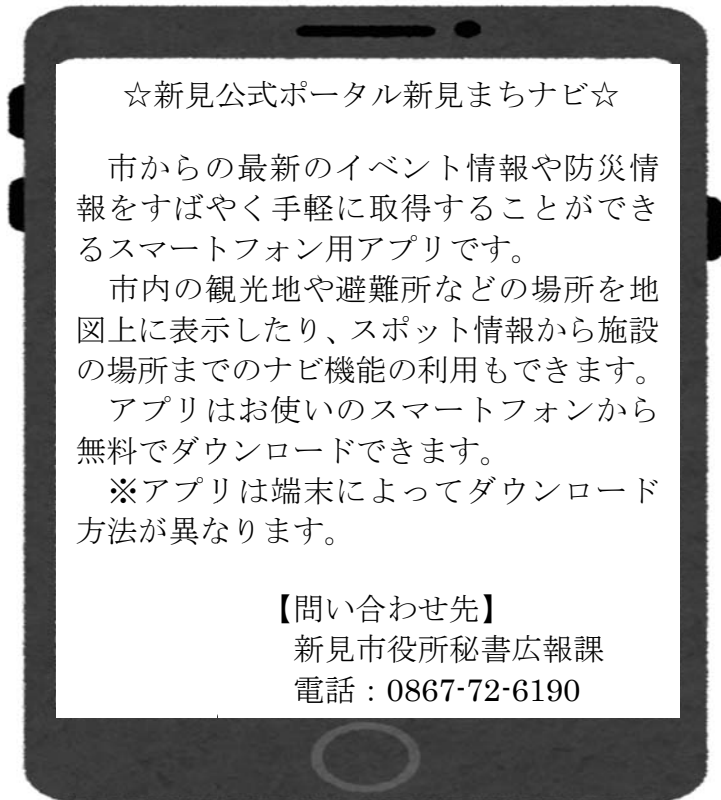 ☆新見公式ポータル新見まちナビ☆
市からの最新のイベント情報や防災情
報をすばやく手軽に取得することができ
るスマートフォン用アプリです。
市内の観光地や避難所などの場所を地
図上に表示したり、スポット情報から施設
の場所までのナビ機能の利用もできます。
アプリはお使いのスマートフォンから
無料でダウンロードできます。
※アプリは端末によってダウンロード
方法が異なります。
【問い合わせ先】
新見市役所秘書広報課
電話：0867-72-6190